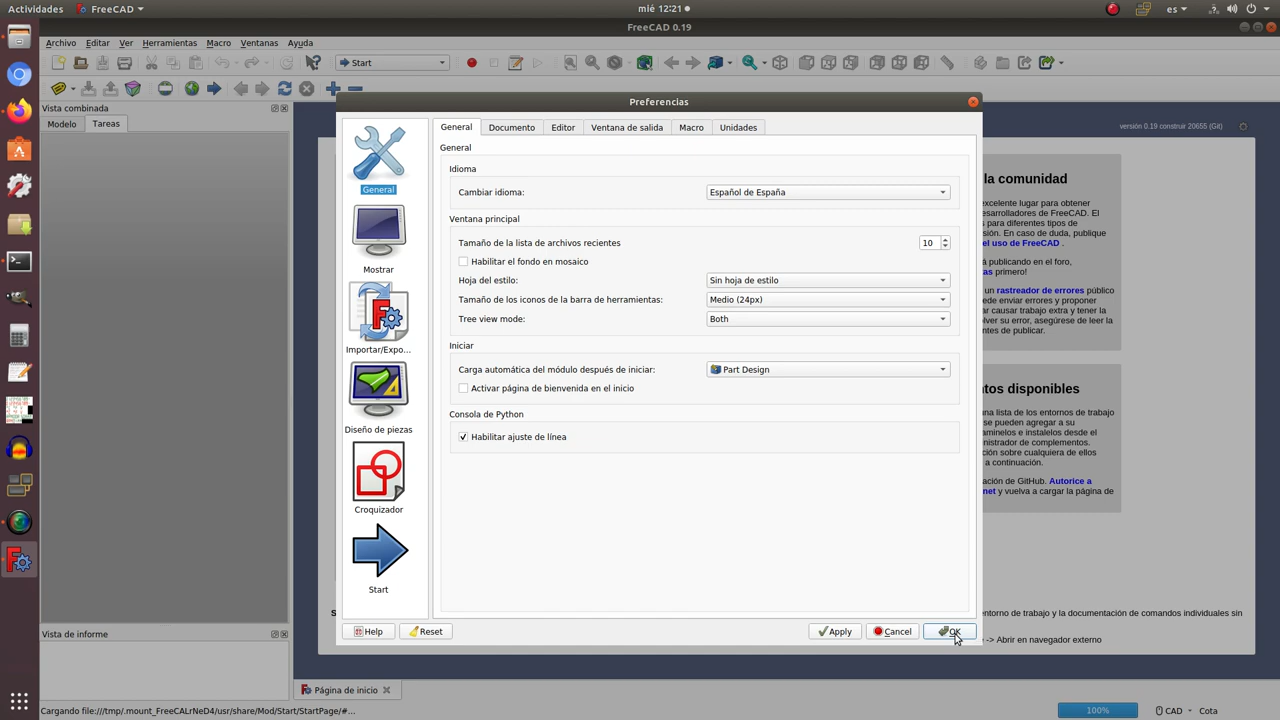 Actividades
FreeCAD
mié 12:21
es
FreeCAD 0.19
Archivo Editar Ver Herramientas Macro Ventanas Ayuda
Start
Vista combinada
Modelo Tareas
Preferencias
General Documento Editor Ventana de salida Macro Unidades
General
Mostrar
Importar/Expo...
Diseño de piezas
Croquizador
Start
General
Idioma
Cambiar idioma: Español de España
Ventana principal
Tamaño de la lista de archivos recientes 10
Habilitar el fondo en mosaico
Hoja del estilo: Sin hoja de estilo
Tamaño de los iconos de la barra de herramientas: Medio (24px)
Tree view mode: Both
Iniciar
Carga automática del módulo después de iniciar: Part Design
Activar página de bienvenida en el inicio
Consola de Python
Habilitar ajuste de línea
Help Reset Apply Cancel OK
versión 0.19 construir 20655 (Git)
la comunidad
excelente lugar para obtener
esarrolladores de FreeCAD. El
para diferentes tipos de
sión. En caso de duda, publique
el uso de FreeCAD .
á publicando en el foro,
tas primero!
un rastreador de errores público
ede enviar errores y proponer
ar causar trabajo extra y tener la
olver su error, asegúrese de leer la
ntes de publicar.
ntos disponibles
una lista de los entornos de trabajo
se pueden agregar a su
amínelos e instalelos desde el
nistrador de complementos.
ción sobre cualquiera de ellos
a continuación.
ación de GitHub. Autorice a
net y vuelva a cargar la página de
S
entorno de trabajo y la documentación de comandos individuales sin
-> Abrir en navegador externo
Vista de informe
Página de inicio
Cargando file:///tmp/.mount_FreeCALrNeD4/usr/share/Mod/Start/StartPage/#...
100%
CAD
Cota